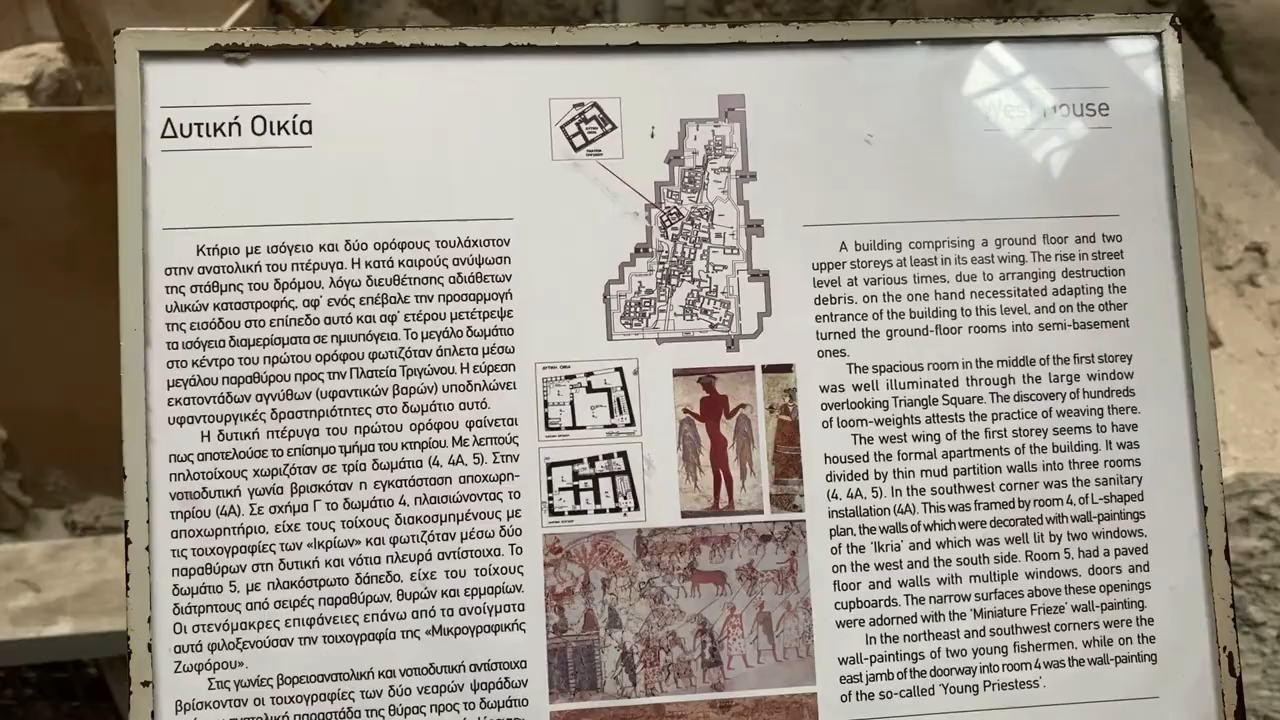 Δυτική Οικία
West House
Κτήριο με ισόγειο και δύο ορόφους τουλάχιστον
στην ανατολική του πτέρυγα. Η κατά καιρούς ανύψωση
της στάθμης του δρόμου, λόγω διευθέτησης αδιάθετων
υλικών καταστροφής, αφ' ενός επέβαλε την προσαρμογή
της εισόδου στο επίπεδο αυτό και αφ' ετέρου μετέτρεψε
τα ισόγεια διαμερίσματα σε ημιυπόγεια. Το μεγάλο δωμάτιο
στο κέντρο του πρώτου ορόφου φωτιζόταν άπλετα μέσω
μεγάλου παραθύρου προς την Πλατεία Τριγώνου. Η εύρεση
εκατοντάδων αγνύθων (υφαντικών βαρών) υποδηλώνει
υφαντουργικές δραστηριότητες στο δωμάτιο αυτό.
Η δυτική πτέρυγα του πρώτου ορόφου φαίνεται
πως αποτελούσε το επίσημο τμήμα του κτηρίου. Με λεπτούς
πηλοτοίχους χωριζόταν σε τρία δωμάτια (4, 4Α, 5). Στην
νοτιοδυτική γωνία βρισκόταν η εγκατάσταση αποχωρη-
τηρίου (4Α). Σε σχήμα Γ το δωμάτιο 4, πλαισιώνοντας το
αποχωρητήριο, είχε τους τοίχους διακοσμημένους με
τις τοιχογραφίες των «Ικρίων» και φωτιζόταν μέσω δύο
παραθύρων στη δυτική και νότια πλευρά αντίστοιχα. Το
δωμάτιο 5, με πλακόστρωτο δάπεδο, είχε του τοίχους
διάτρητους από σειρές παραθύρων, θυρών και ερμαρίων.
Οι στενόμακρες επιφάνειες επάνω από τα ανοίγματα
αυτά φιλοξενούσαν την τοιχογραφία της «Μικρογραφικής
Ζωφόρου».
Στις γωνίες βορειοανατολική και νοτιοδυτική αντίστοιχα
βρίσκονταν οι τοιχογραφίες των δύο νεαρών ψαράδων
ανατολική παραστάδα της θύρας προς το δωμάτιο
ΔΥΤΙΚΗ ΟΙΚΙΑ
A building comprising a ground floor and two
upper storeys at least in its east wing. The rise in street
level at various times, due to arranging destruction
debris, on the one hand necessitated adapting the
entrance of the building to this level, and on the other
turned the ground-floor rooms into semi-basement
ones.
The spacious room in the middle of the first storey
was well illuminated through the large window
overlooking Triangle Square. The discovery of hundreds
of loom-weights attests the practice of weaving there.
The west wing of the first storey seems to have
housed the formal apartments of the building. It was
divided by thin mud partition walls into three rooms
(4, 4A, 5). In the southwest corner was the sanitary
installation (4A). This was framed by room 4, of L-shaped
plan, the walls of which were decorated with wall-paintings
of the 'Ikria' and which was well lit by two windows,
on the west and the south side. Room 5, had a paved
floor and walls with multiple windows, doors and
cupboards. The narrow surfaces above these openings
were adorned with the 'Miniature Frieze' wall-painting.
In the northeast and southwest corners were the
wall-paintings of two young fishermen, while on the
east jamb of the doorway into room 4 was the wall-painting
of the so-called 'Young Priestess'.